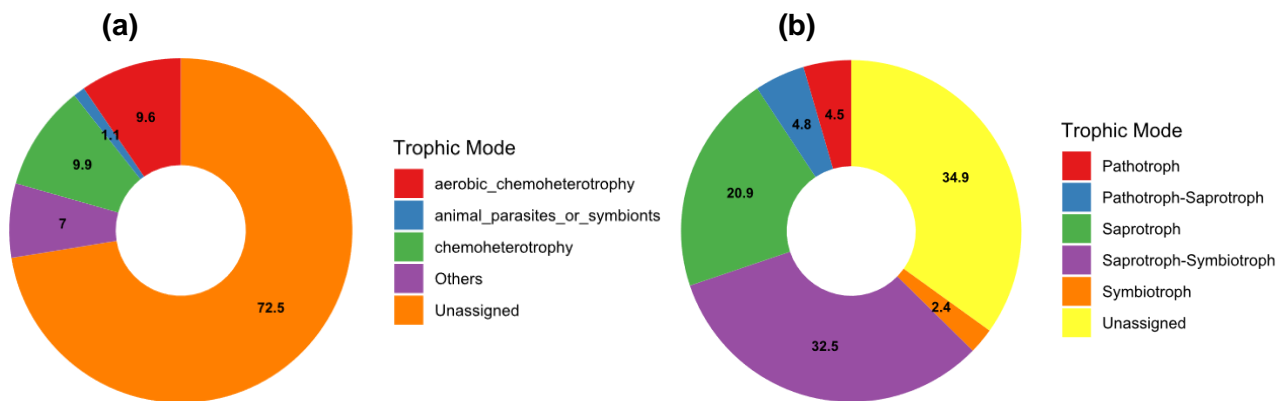 (a)
9.6
1.1
9.9
7
72.5
Trophic Mode
aerobic_chemoheterotrophy
animal_parasites_or_symbionts
chemoheterotrophy
Others
Unassigned
(b)
4.5
4.8
34.9
20.9
2.4
32.5
Trophic Mode
Pathotroph
Pathotroph-Saprotroph
Saprotroph
Saprotroph-Symbiotroph
Symbiotroph
Unassigned